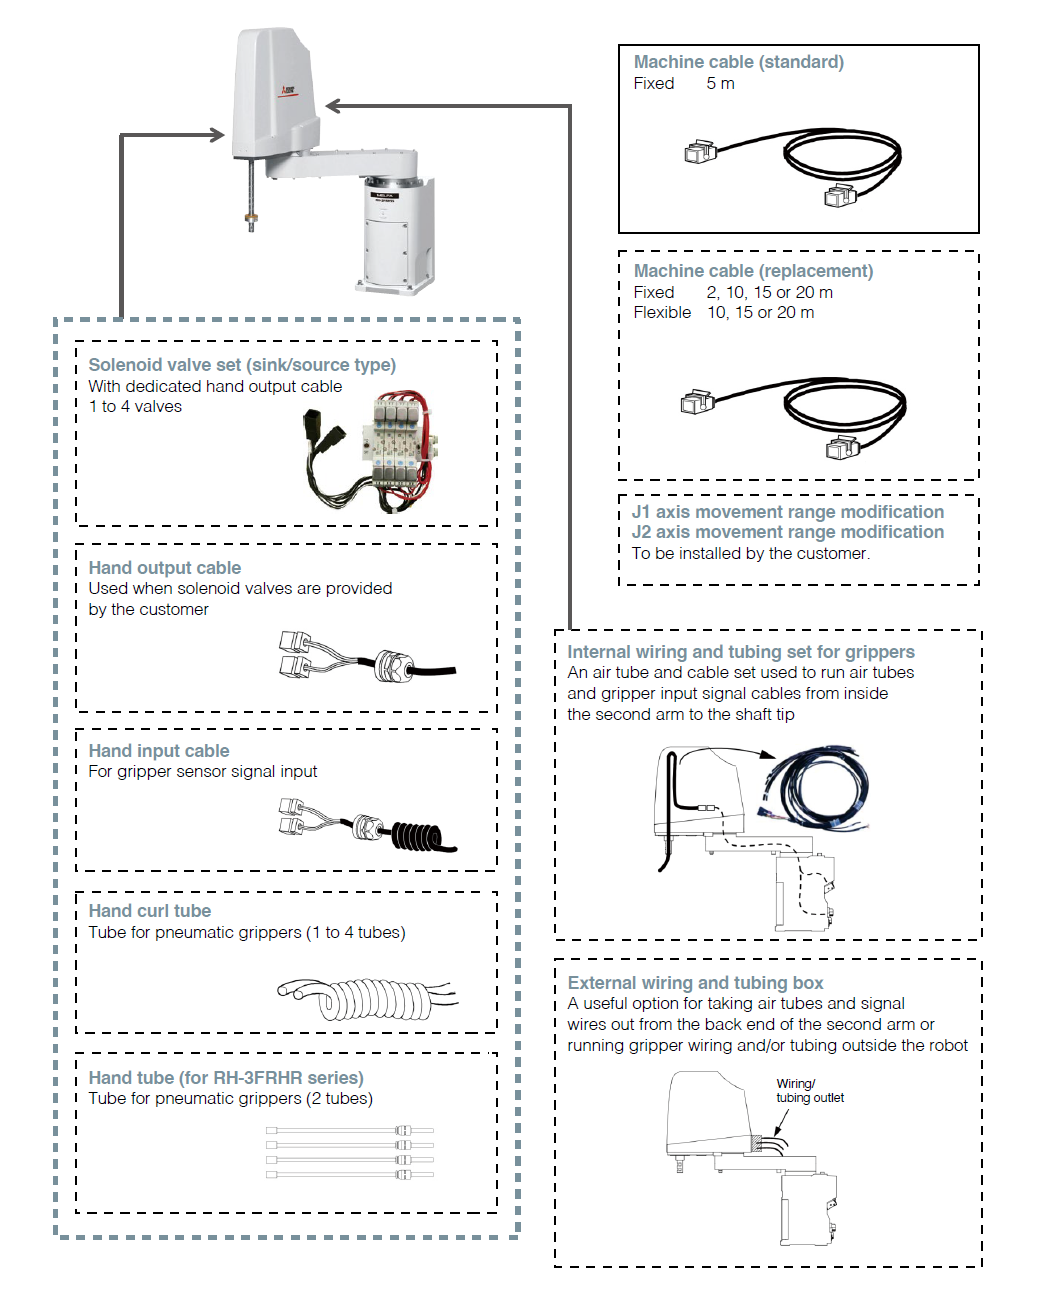 MITSUBISHI
ELECTRIC
MELFA
Machine cable (standard)
Fixed 5 m
Machine cable (replacement)
Fixed 2, 10, 15 or 20 m
Flexible 10, 15 or 20 m
J1 axis movement range modification
J2 axis movement range modification
To be installed by the customer.
Solenoid valve set (sink/source type)
With dedicated hand output cable
1 to 4 valves
Hand output cable
Used when solenoid valves are provided
by the customer
Hand input cable
For gripper sensor signal input
Hand curl tube
Tube for pneumatic grippers (1 to 4 tubes)
Hand tube (for RH-3FRHR series)
Tube for pneumatic grippers (2 tubes)
Internal wiring and tubing set for grippers
An air tube and cable set used to run air tubes
and gripper input signal cables from inside
the second arm to the shaft tip
External wiring and tubing box
A useful option for taking air tubes and signal
wires out from the back end of the second arm or
running gripper wiring and/or tubing outside the robot
Wiring/
tubing outlet